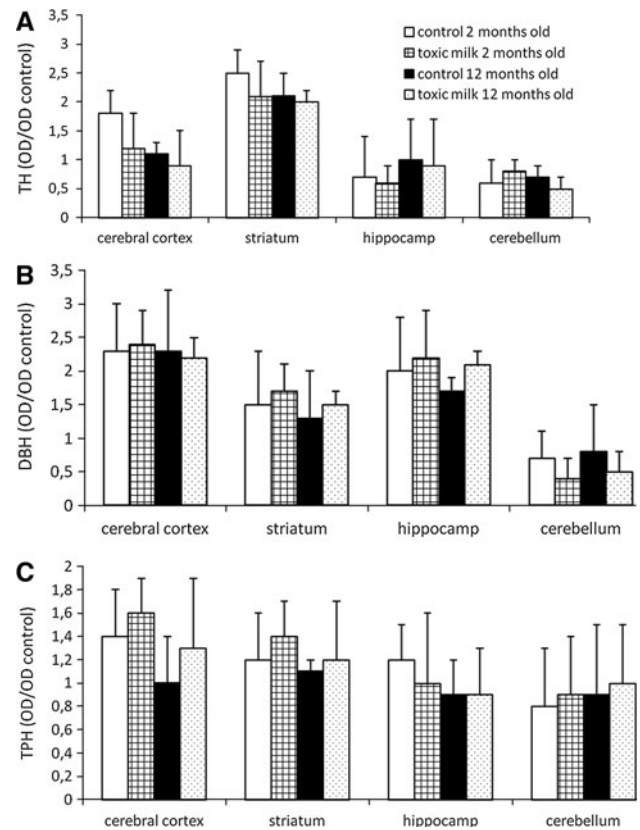 A
TH (OD/OD control)
3,5
3
2,5
2
1,5
1
0,5
0
control 2 months old
toxic milk 2 months old
control 12 months old
toxic milk 12 months old
cerebral cortex striatum hippocamp cerebellum
B
DBH (OD/OD control)
3,5
3
2,5
2
1,5
1
0,5
0
cerebral cortex striatum hippocamp cerebellum
C
TPH (OD/OD control)
2
1,8
1,6
1,4
1,2
1
0,8
0,6
0,4
0,2
0
cerebral cortex striatum hippocamp cerebellum